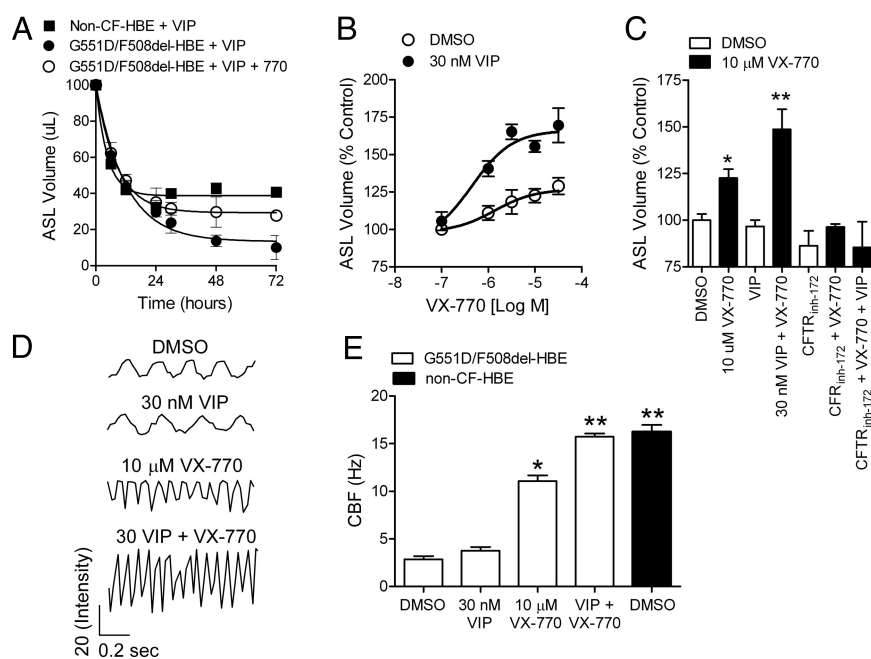 A
Non-CF-HBE + VIP
G551D/F508del-HBE + VIP
G551D/F508del-HBE + VIP + 770
ASL Volume (uL)
100
80
60
40
20
0
0 24 48 72
Time (hours)
B
DMSO
30 nM VIP
ASL Volume (% Control)
200
175
150
125
100
75
-7 -6 -5 -4
VX-770 [Log M]
C
DMSO
10 μM VX-770
ASL Volume (% Control)
175
150
125
100
75
*
**
DMSO
10 uM VX-770
VIP
30 nM VIP + VX-770
CFTRinh-172
CFRinh-172 + VX-770
CFTRinh-172 + VX-770 + VIP
D
DMSO
30 nM VIP
10 μM VX-770
30 VIP + VX-770
20 (Intensity)
0.2 sec
E
G551D/F508del-HBE
non-CF-HBE
CBF (Hz)
20
15
10
5
0
*
**
**
DMSO
30 nM VIP
10 μM VX-770
VIP + VX-770
DMSO